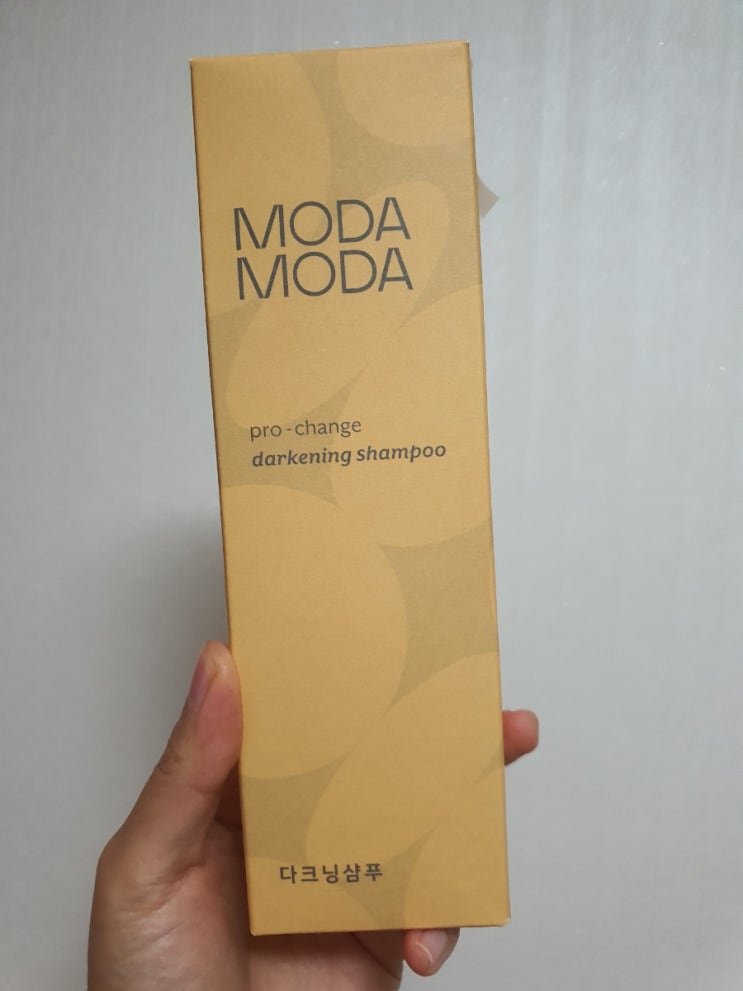 MODA
MODA
pro-change
darkening shampoo
다크닝샴푸